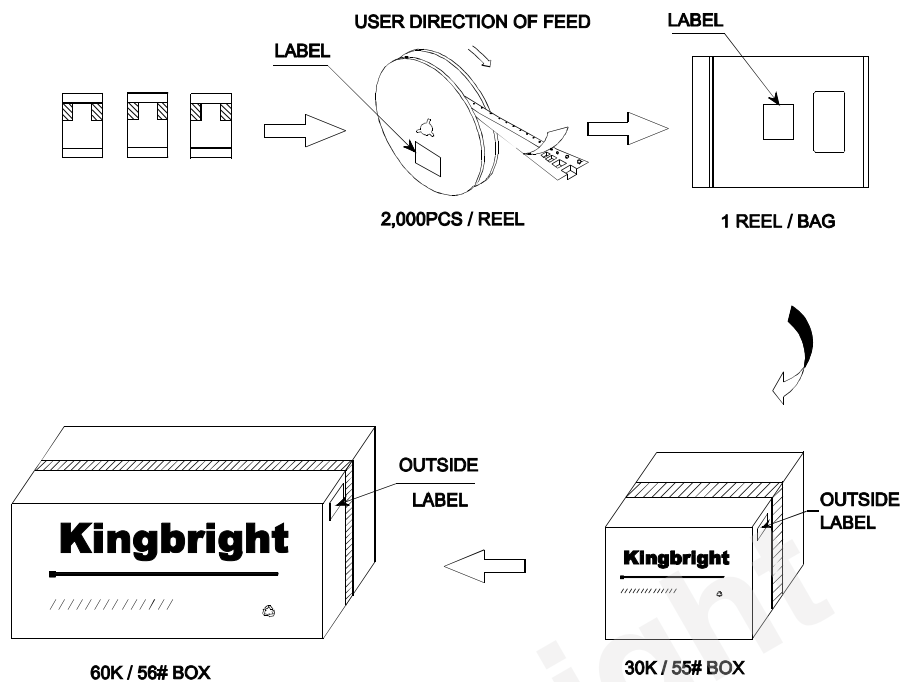 USER DIRECTION OF FEED
LABEL
LABEL
2,000PCS / REEL
1 REEL / BAG
OUTSIDE
LABEL
Kingbright
60K / 56# BOX
OUTSIDE
LABEL
Kingbright
30K / 55# BOX